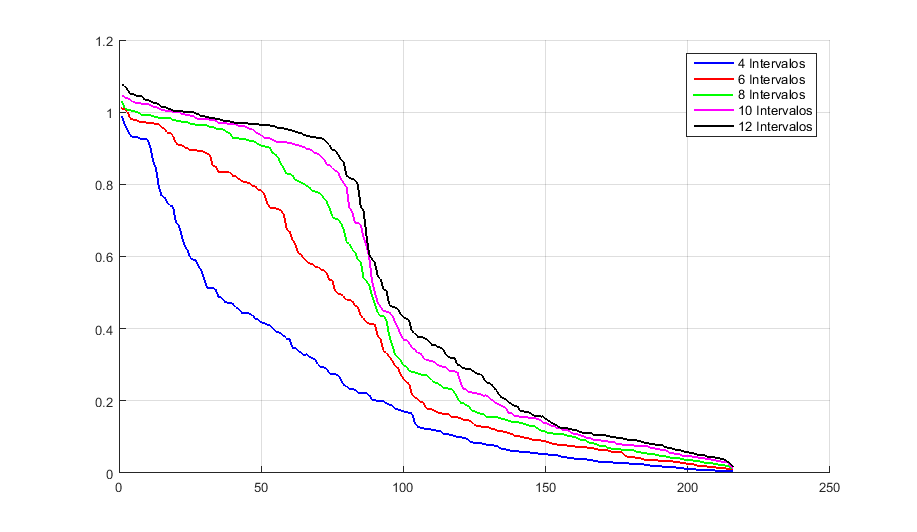 1.2
1
0.8
0.6
0.4
0.2
0
0 50 100 150 200 250
4 Intervalos
6 Intervalos
8 Intervalos
10 Intervalos
12 Intervalos